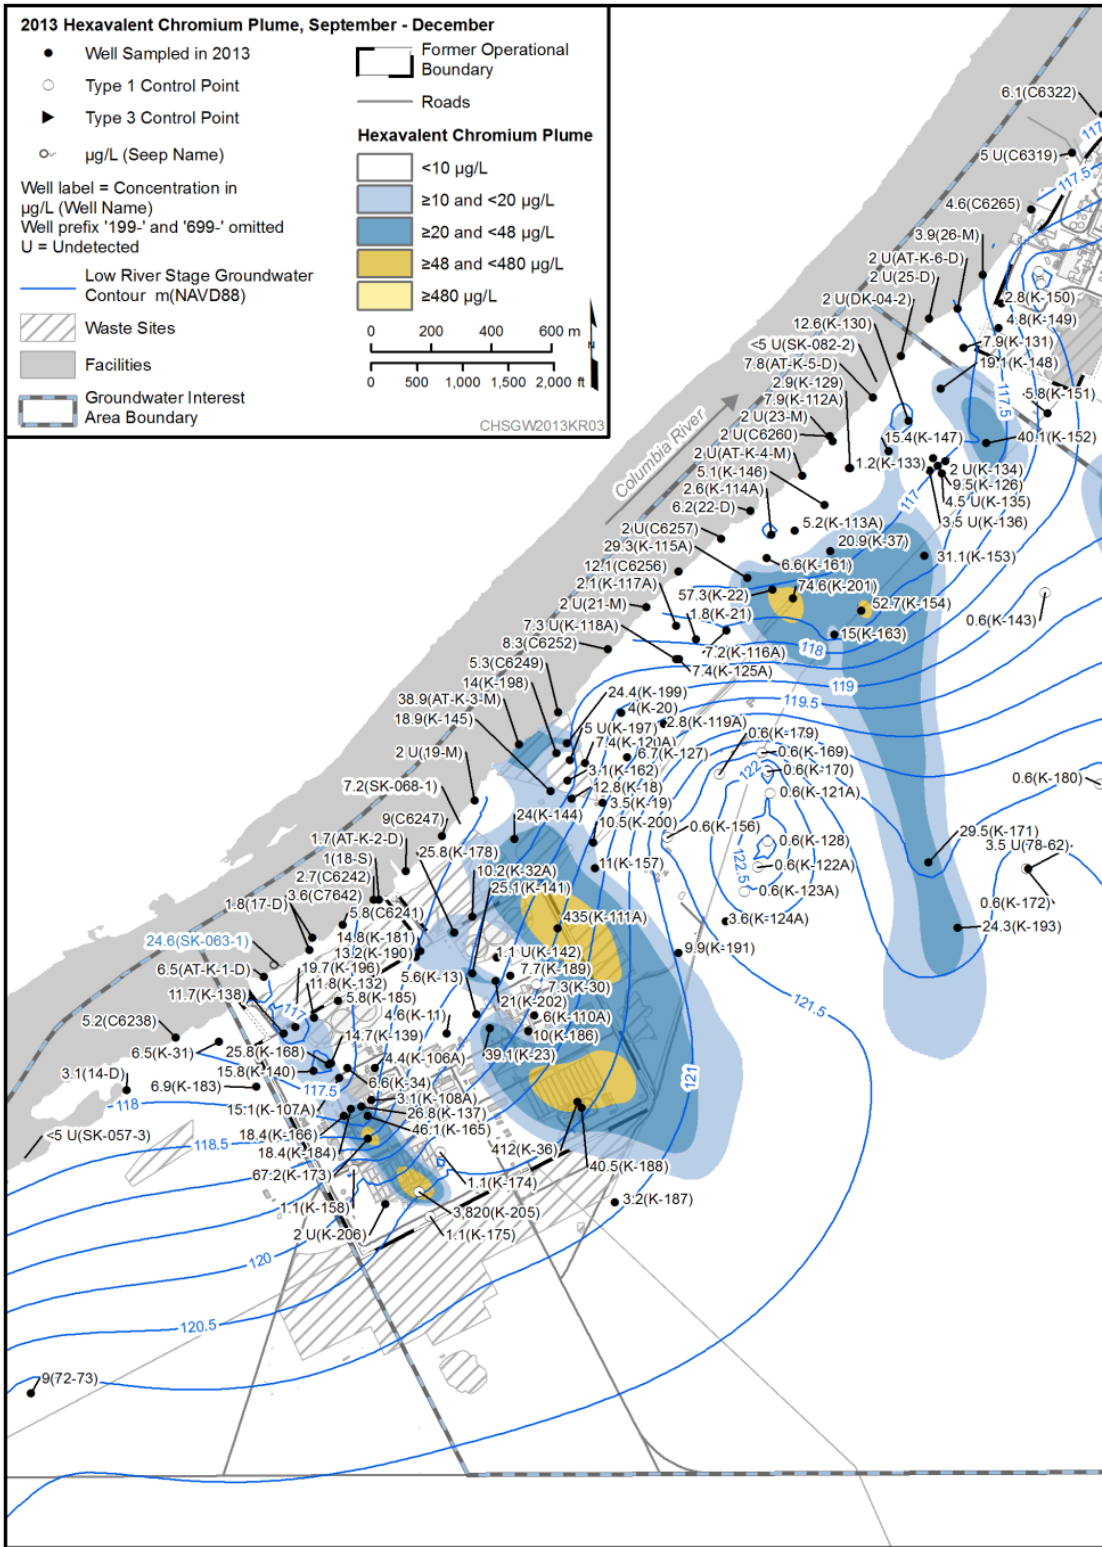 2013 Hexavalent Chromium Plume, September - December
Well Sampled in 2013
Type 1 Control Point
Type 3 Control Point
µg/L (Seep Name)
Well label = Concentration in
µg/L (Well Name)
Well prefix '199-' and '699-' omitted
U = Undetected
Low River Stage Groundwater
Contour m(NAVD88)
Waste Sites
Facilities
Groundwater Interest
Area Boundary
Former Operational
Boundary
Roads
Hexavalent Chromium Plume
<10 µg/L
≥10 and <20 µg/L
≥20 and <48 µg/L
≥48 and <480 µg/L
≥480 µg/L
0 200 400 600 m
N
0 500 1,000 1,500 2,000 ft
CHSGW2013KR03
6.1(C6322)
117
5 U(C6319)
117.5
4.6(C6265)
3.9(26-M)
2 U(AT-K-6-D)
2 U(25-D)
2 U(DK-04-2)
2.8(K-150)
12.6(K-130)
4.8(K-149)
<5 U(SK-082-2)
7.9(K-131)
7.8(AT-K-5-D)
19.1(K-148)
2.9(K-129)
117.5
5.8(K-151)
7.9(K-112A)
2 U(23-M)
15.4(K-147)
40.1(K-152)
2 U(C6260)
Columbia River
2 U(AT-K-4-M)
1.2(K-133)
2 U(K-134)
5.1(K-146)
9.5(K-126)
2.6(K-114A)
117
4.5 U(K-135)
6.2(22-D)
3.5 U(K-136)
2 U(C6257)
5.2(K-113A)
29.3(K-115A)
20.9(K-37)
12.1(C6256)
6.6(K-161)
31.1(K-153)
2.1(K-117A)
57.3(K-22)
74.6(K-201)
2 U(21-M)
1.8(K-21)
52.7(K-154)
7.3 U(K-118A)
15(K-163)
0.6(K-143)
8.3(C6252)
7.2(K-116A)
118
5.3(C6249)
7.4(K-125A)
14(K-198)
119
38.9(AT-K-3-M)
24.4(K-199)
119.5
18.9(K-145)
4(K-20)
2.8(K-119A)
5 U(K-197)
0.6(K-179)
2 U(19-M)
7.4(K-120A)
6.7(K-127)
0.6(K-169)
3.1(K-162)
122
0.6(K-170)
0.6(K-180)
7.2(SK-068-1)
12.8(K-18)
0.6(K-121A)
3.5(K-19)
9(C6247)
24(K-144)
10.5(K-200)
0.6(K-156)
29.5(K-171)
1.7(AT-K-2-D)
25.8(K-178)
0.6(K-128)
3.5 U(78-62)
1(18-S)
10.2(K-32A)
11(K-157)
122.5
0.6(K-122A)
2.7(C6242)
25.1(K-141)
0.6(K-123A)
0.6(K-172)
3.6(C7642)
1.8(17-D)
5.8(C6241)
435(K-111A)
3.6(K-124A)
24.3(K-193)
24.6(SK-063-1)
14.8(K-181)
13.2(K-190)
1.1 U(K-142)
9.9(K-191)
6.5(AT-K-1-D)
19.7(K-196)
5.6(K-13)
7.7(K-189)
11.7(K-138)
11.8(K-132)
7.3(K-30)
117
5.8(K-185)
21(K-202)
121.5
5.2(C6238)
4.6(K-11)
6(K-110A)
6.5(K-31)
14.7(K-139)
10(K-186)
25.8(K-168)
39.1(K-23)
3.1(14-D)
15.8(K-140)
4.4(K-106A)
6.9(K-183)
117.5
6.6(K-34)
121
118
15.1(K-107A)
3.1(K-108A)
26.8(K-137)
<5 U(SK-057-3)
18.4(K-166)
46.1(K-165)
118.5
18.4(K-184)
412(K-36)
67.2(K-173)
40.5(K-188)
1.1(K-174)
1.1(K-158)
3,820(K-205)
3.2(K-187)
2 U(K-206)
1.1(K-175)
120
120.5
9(72-73)